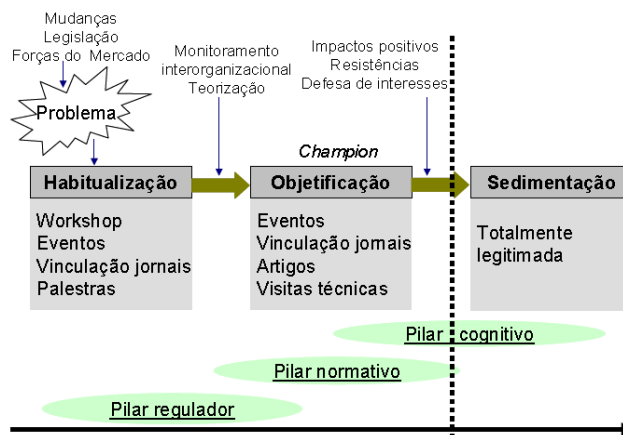 Mudanças
Legislação
Forças do Mercado
Problema
Monitoramento
interorganizacional
Teorização
Impactos positivos
Resistências
Defesa de interesses
Champion
Habitualização
Objetificação
Sedimentação
Workshop
Eventos
Vinculação jornais
Palestras
Eventos
Vinculação jornais
Artigos
Visitas técnicas
Totalmente
legitimada
Pilar cognitivo
Pilar normativo
Pilar regulador